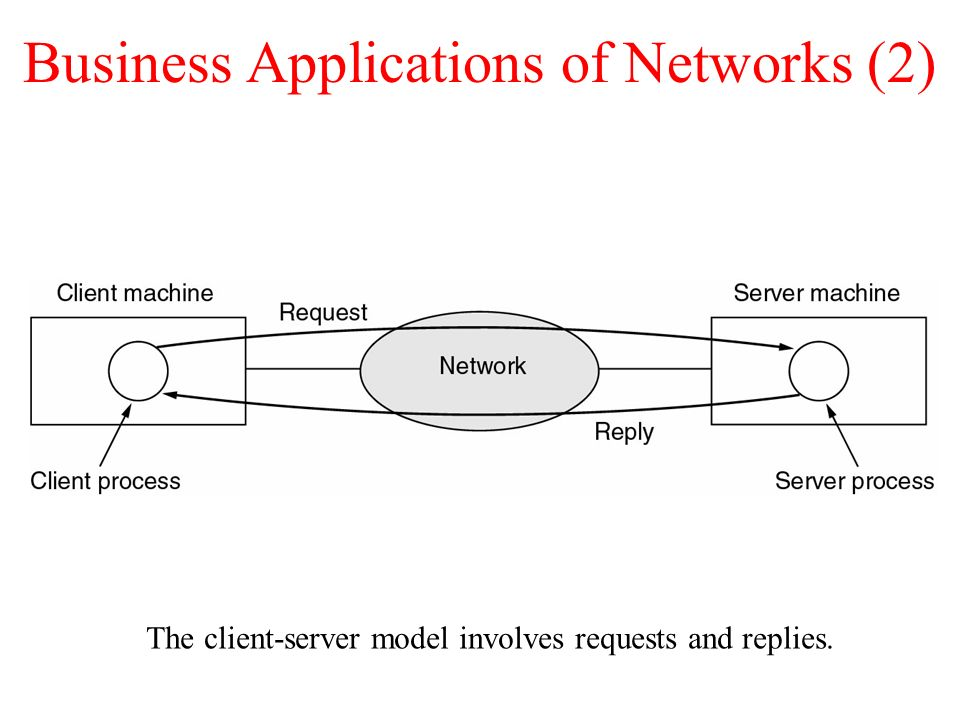 Business Applications of Networks (2)
Client machine
Server machine
Request
Network
Reply
Client process
Server process
The client-server model involves requests and replies.